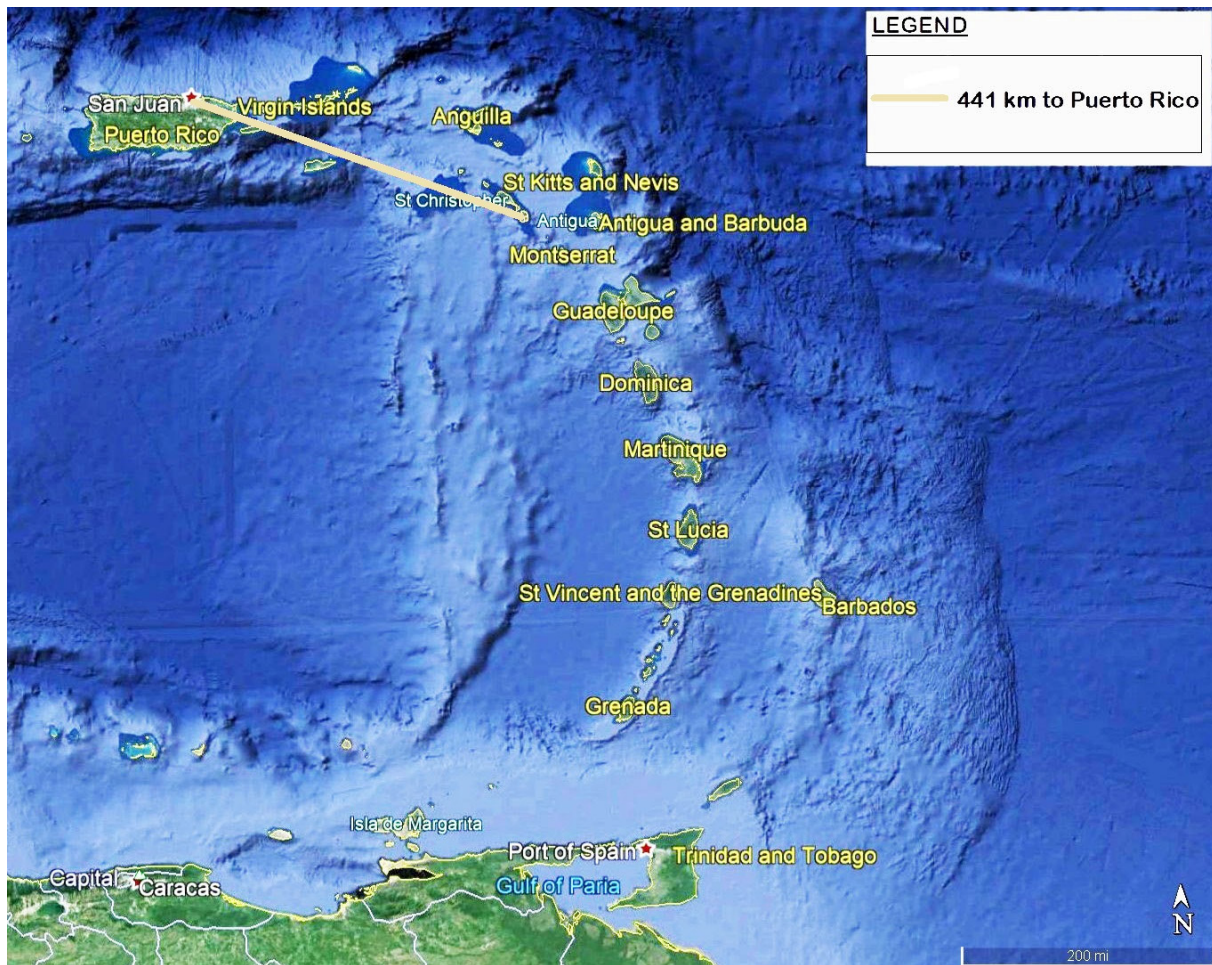 LEGEND
441 km to Puerto Rico
San Juan
Virgin Islands
Anguilla
Puerto Rico
St Kitts and Nevis
St Christopher
Antigua
Antigua and Barbuda
Montserrat
Guadeloupe
Dominica
Martinique
St Lucia
St Vincent and the Grenadines
Barbados
Grenada
Isla de Margarita
Port of Spain
Trinidad and Tobago
Capital
Caracas
Gulf of Paria
N
200 mi